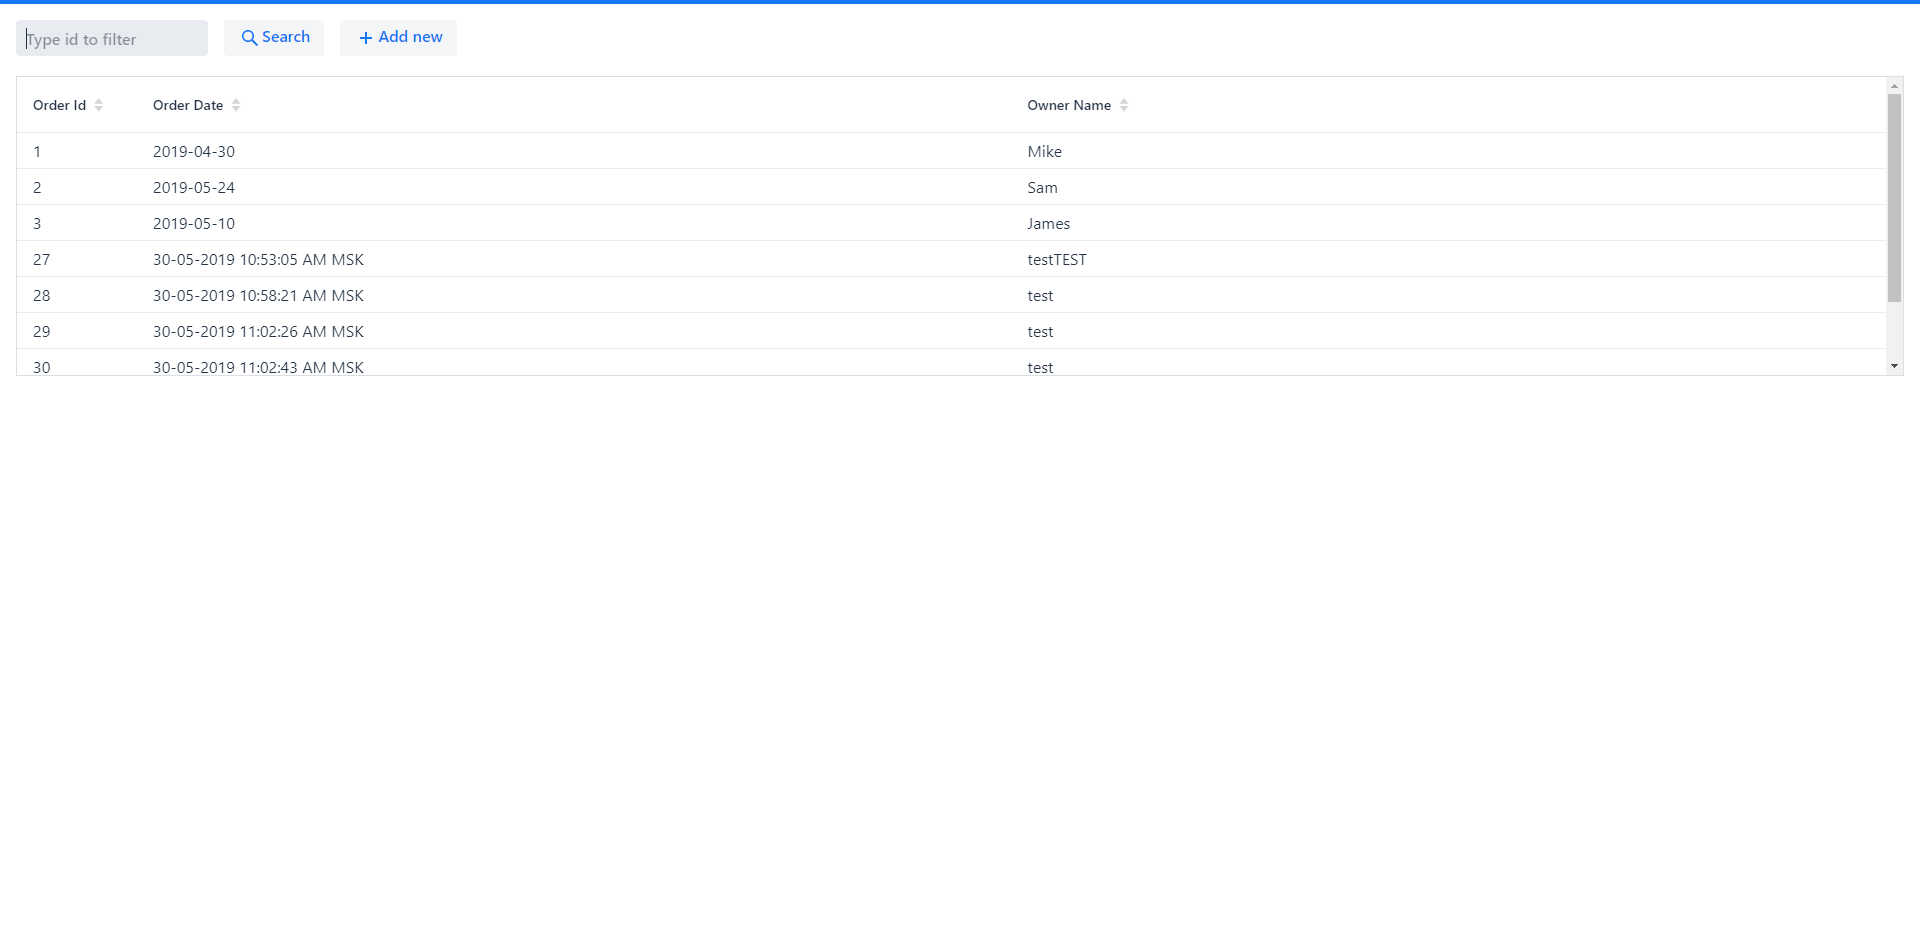 Type id to filter Search Add new
Order Id Order Date Owner Name
1 2019-04-30 Mike
2 2019-05-24 Sam
3 2019-05-10 James
27 30-05-2019 10:53:05 AM MSK testTEST
28 30-05-2019 10:58:21 AM MSK test
29 30-05-2019 11:02:26 AM MSK test
30 30-05-2019 11:02:43 AM MSK test